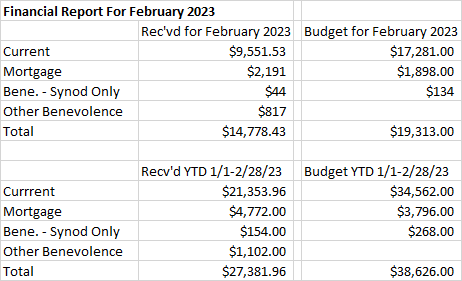 Financial Report For February 2023
Rec'vd for February 2023 Budget for February 2023
Current $9,551.53 $17,281.00
Mortgage $2,191 $1,898.00
Bene. - Synod Only $44 $134
Other Benevolence $817
Total $14,778.43 $19,313.00
Recv'd YTD 1/1-2/28/23 Budget YTD 1/1-2/28/23
Currrent $21,353.96 $34,562.00
Mortgage $4,772.00 $3,796.00
Bene. - Synod Only $154.00 $268.00
Other Benevolence $1,102.00
Total $27,381.96 $38,626.00